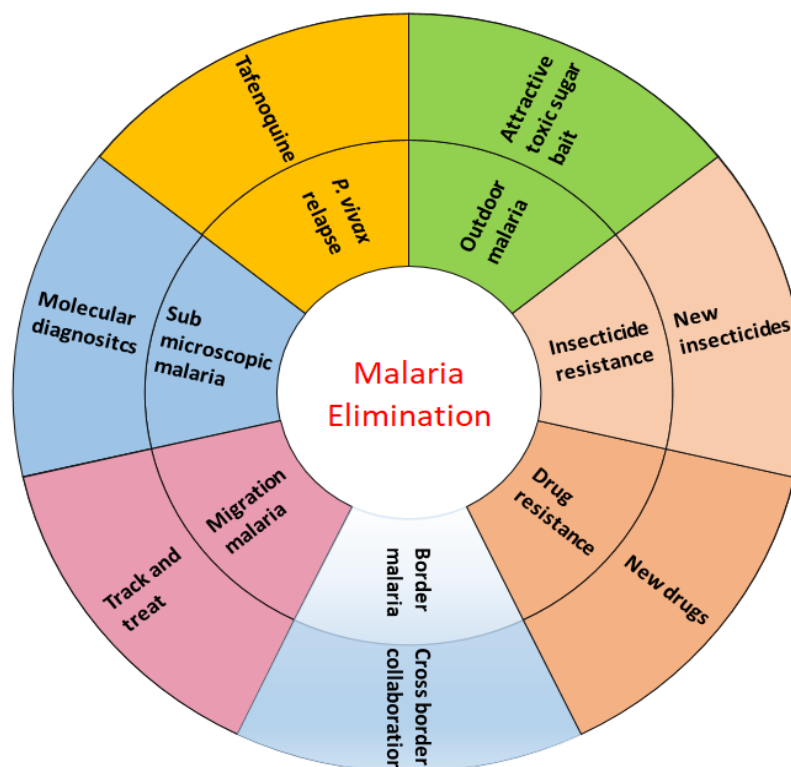 Tafenoquine
P. vivax
relapse
Attractive
toxic sugar
bait
Outdoor
malaria
Insecticide
resistance
New
insecticides
Drug
resistance
New drugs
Border
malaria
Cross border
collaboration
Migration
malaria
Track and
treat
Sub
microscopic
malaria
Molecular
diagnositcs
Malaria
Elimination